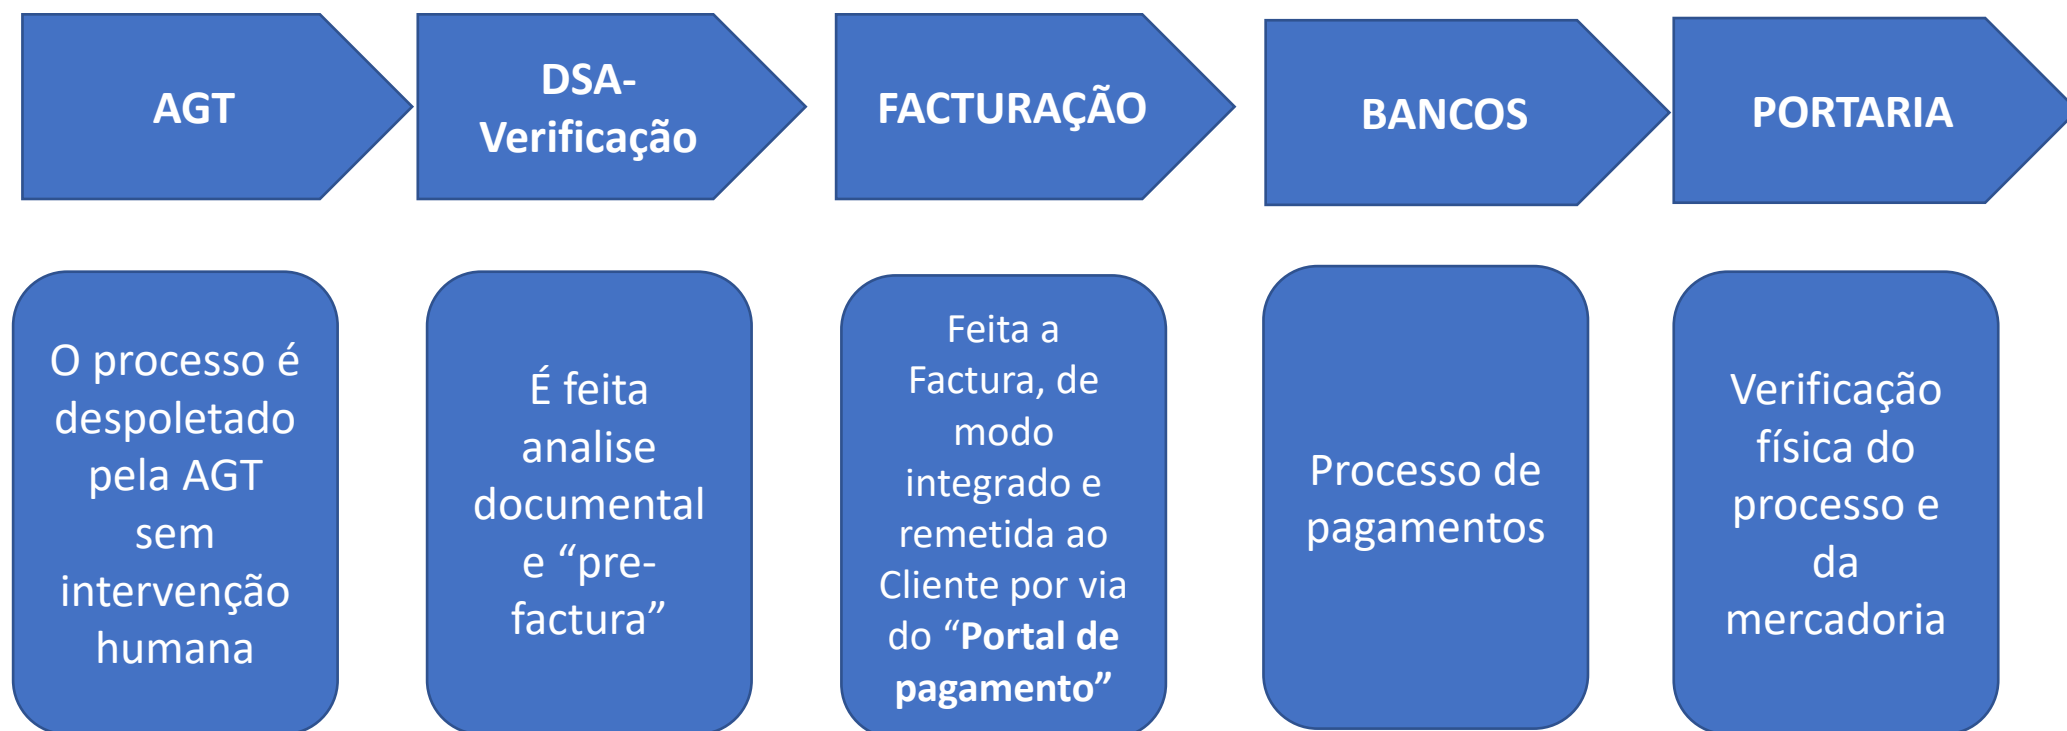 AGT
DSA-
Verificação
FACTURAÇÃO
BANCOS
PORTARIA
O processo é
despoletado
pela AGT
sem
intervenção
humana
É feita
analise
documental
e “pre-
factura”
Feita a
Factura, de
modo
integrado e
remetida ao
Cliente por via
do “Portal de
pagamento”
Processo de
pagamentos
Verificação
física do
processo e
da
mercadoria